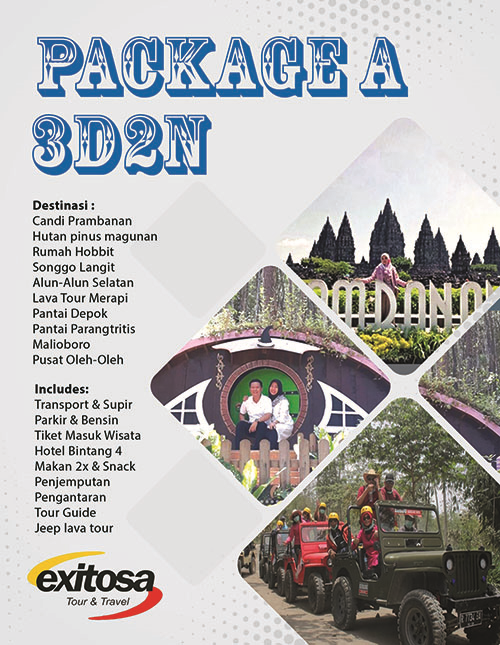 PACKAGE A
3D2N
Destinasi :
Candi Prambanan
Hutan pinus magunan
Rumah Hobbit
Songgo Langit
Alun-Alun Selatan
Lava Tour Merapi
Pantai Depok
Pantai Parangtritis
Malioboro
Pusat Oleh-Oleh
Includes:
Transport & Supir
Parkir & Bensin
Tiket Masuk Wisata
Hotel Bintang 4
Makan 2x & Snack
Penjemputan
Pengantaran
Tour Guide
Jeep lava tour
exitosa
Tour & Travel